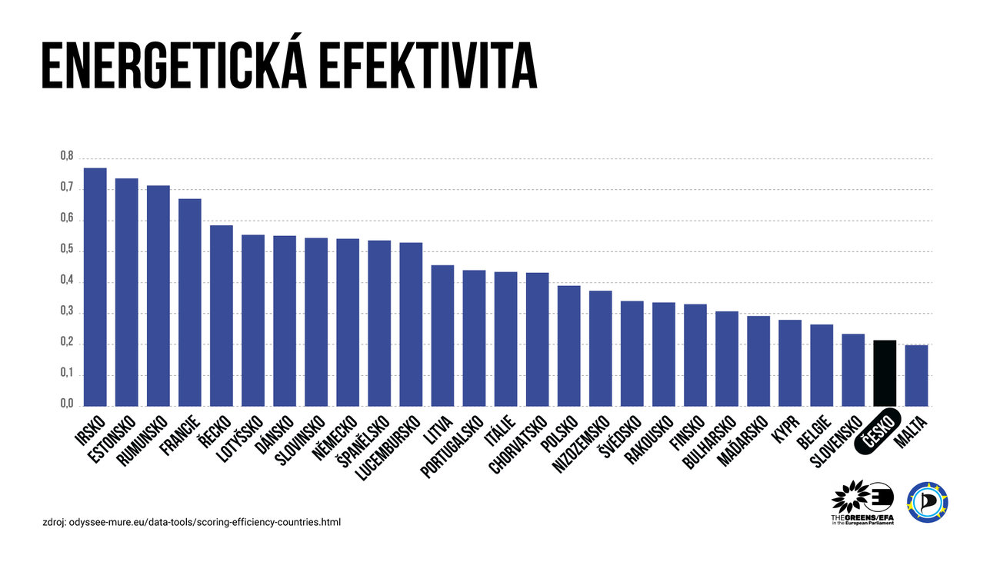 ENERGETICKÁ EFEKTIVITA
0,8
0,7
0,6
0,5
0,4
0,3
0,2
0,1
0,0
IRSKO
ESTONSKO
RUMUNSKO
FRANCIE
ŘECKO
LOTYŠSKO
DÁNSKO
SLOVINSKO
NĚMECKO
ŠPANĚLSKO
LUCEMBURSKO
LITVA
PORTUGALSKO
ITÁLIE
CHORVATSKO
POLSKO
NIZOZEMSKO
ŠVÉDSKO
RAKOUSKO
FINSKO
BULHARSKO
MAĎARSKO
KYPR
BELGIE
SLOVENSKO
ČESKO
MALTA
zdroj: odyssee-mure.eu/data-tools/scoring-efficiency-countries.html
THE GREENS/EFA
in the European Parliament